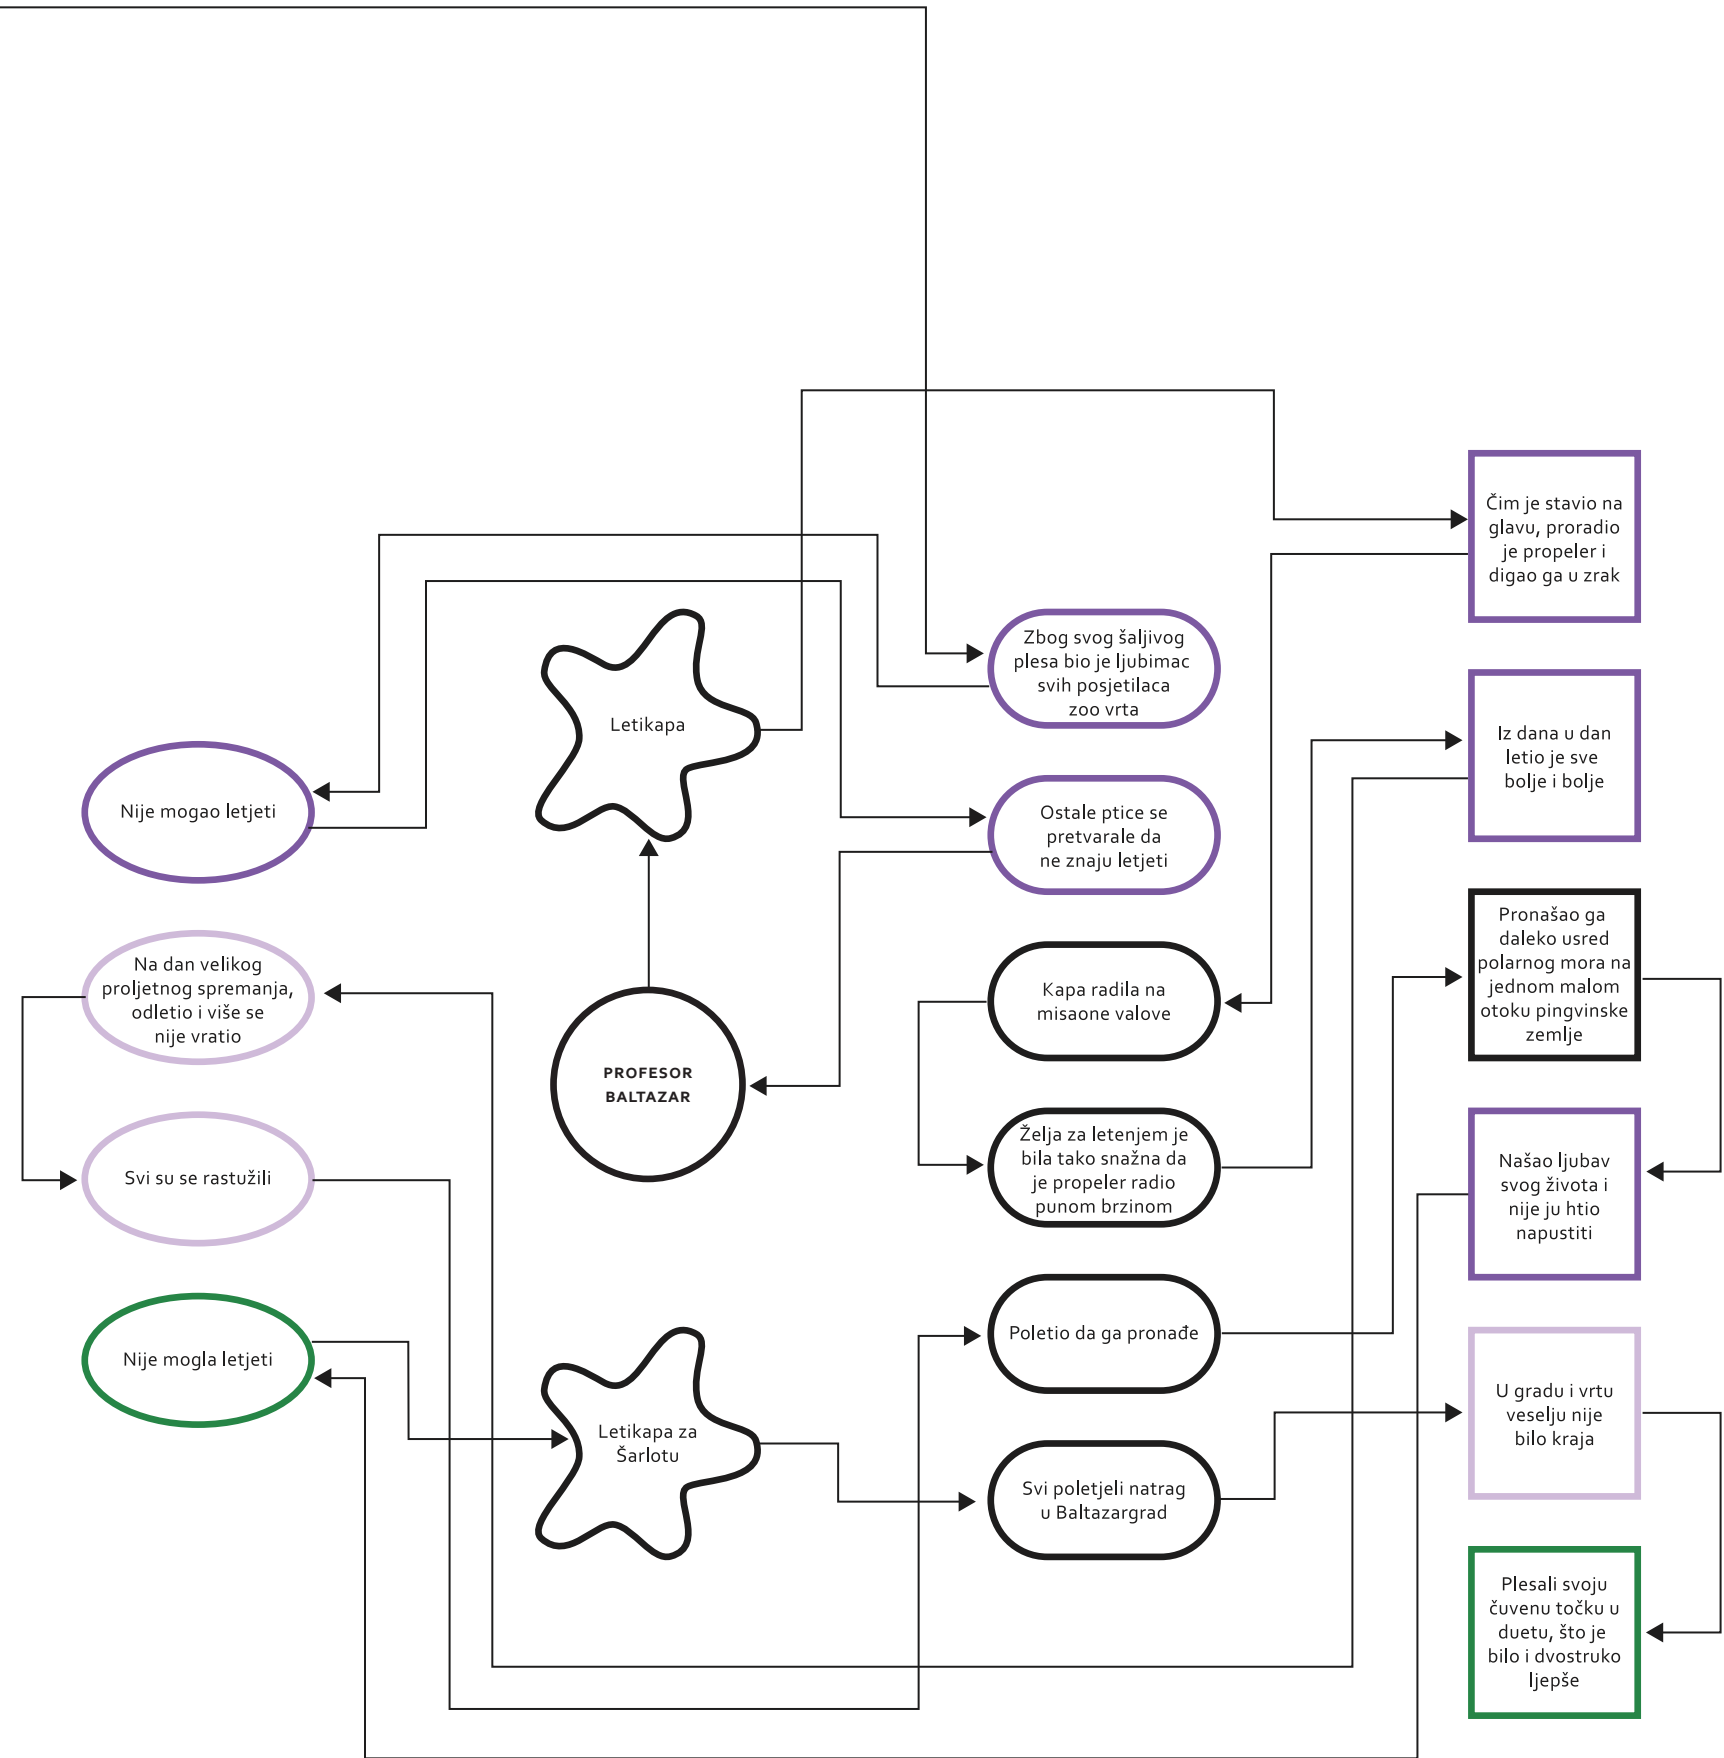 Čim je stavio na
glavu, proradio
je propeler i
digao ga u zrak
Zbog svog šaljivog
plesa bio je ljubimac
svih posjetilaca
zoo vrta
Letikapa
Iz dana u dan
letio je sve
bolje i bolje
Nije mogao letjeti
Ostale ptice se
pretvarale da
ne znaju letjeti
Pronašao ga
daleko usred
polarnog mora na
jednom malom
otoku pingvinske
zemlje
Na dan velikog
proljetnog spremanja,
odletio i više se
nije vratio
Kapa radila na
misaone valove
PROFESOR
BALTAZAR
Želja za letenjem je
bila tako snažna da
je propeler radio
punom brzinom
Svi su se rastužili
Našao ljubav
svog života i
nije ju htio
napustiti
Nije mogla letjeti
Poletio da ga pronađe
U gradu i vrtu
veselju nije
bilo kraja
Letikapa za
Šarlotu
Svi poletjeli natrag
u Baltazargrad
Plesali svoju
čuvenu točku u
duetu, što je
bilo i dvostruko
ljepše